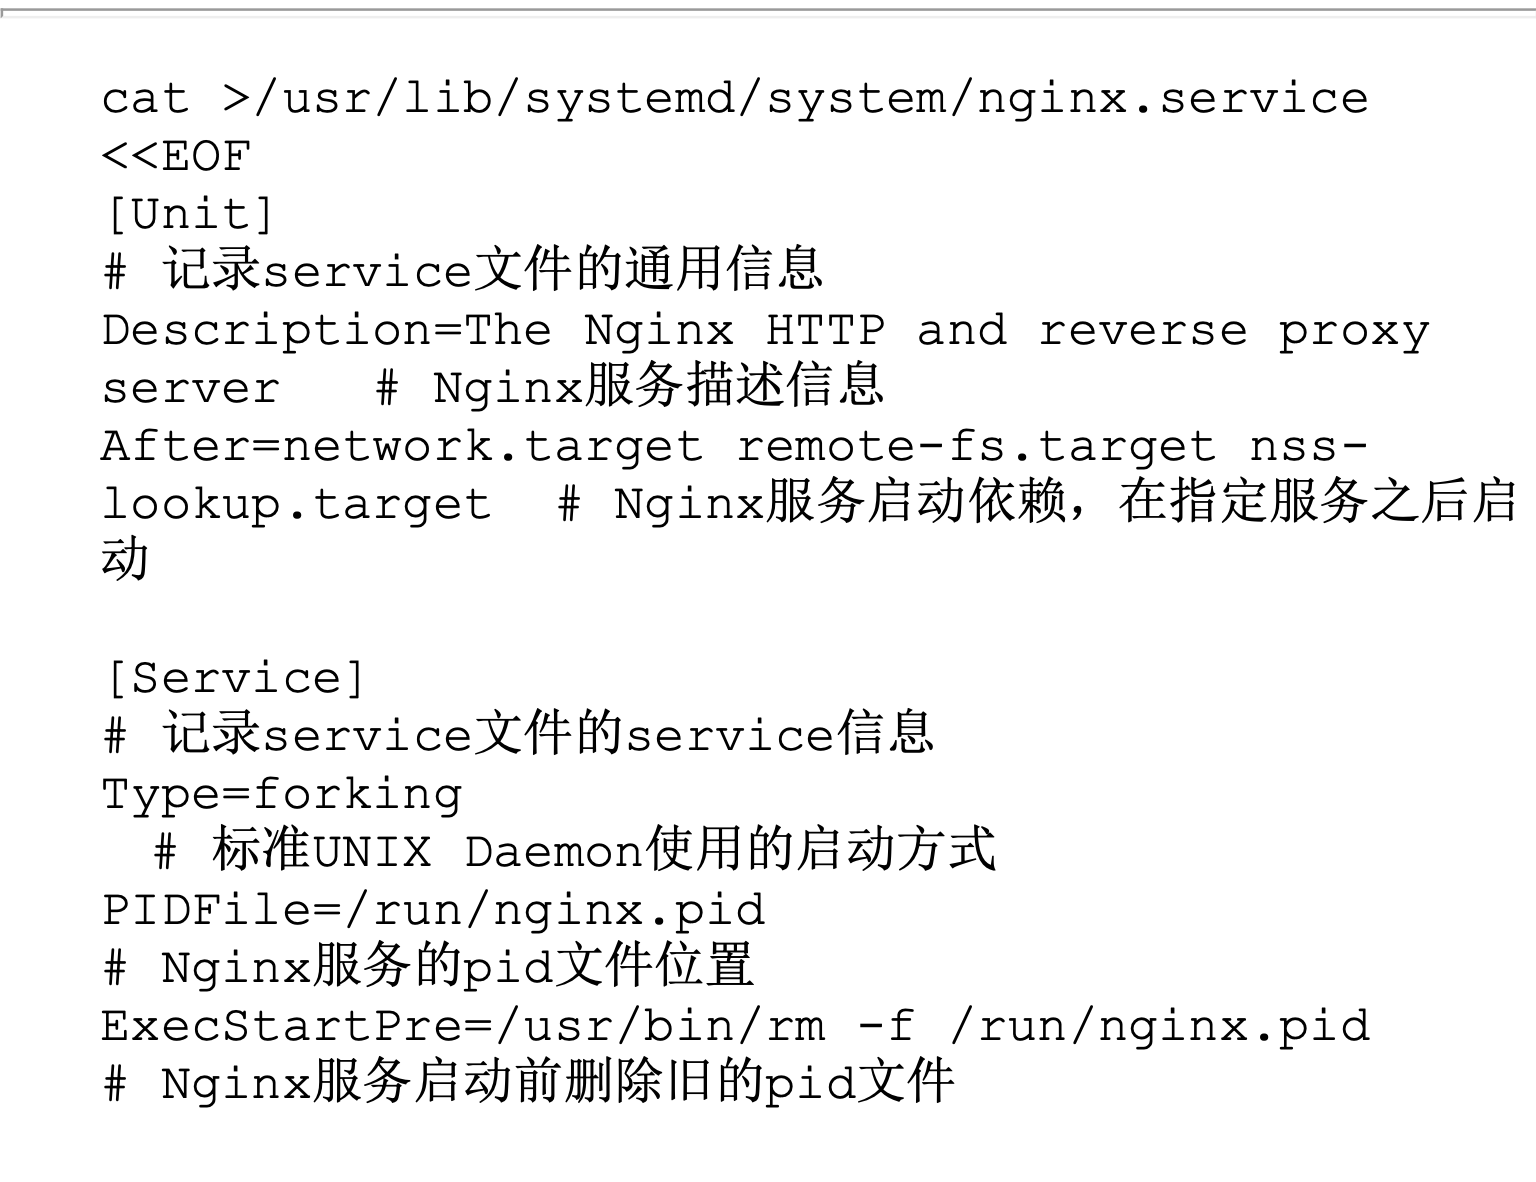 cat >/usr/lib/systemd/system/nginx.service
<<EOF
[Unit]
# 记录service文件的通用信息
Description=The Nginx HTTP and reverse proxy
server   # Nginx服务描述信息
After=network.target remote-fs.target nss-
lookup.target  # Nginx服务启动依赖，在指定服务之后启
动
[Service]
# 记录service文件的service信息
Type=forking
# 标准UNIX Daemon使用的启动方式
PIDFile=/run/nginx.pid
# Nginx服务的pid文件位置
ExecStartPre=/usr/bin/rm -f /run/nginx.pid
# Nginx服务启动前删除旧的pid文件